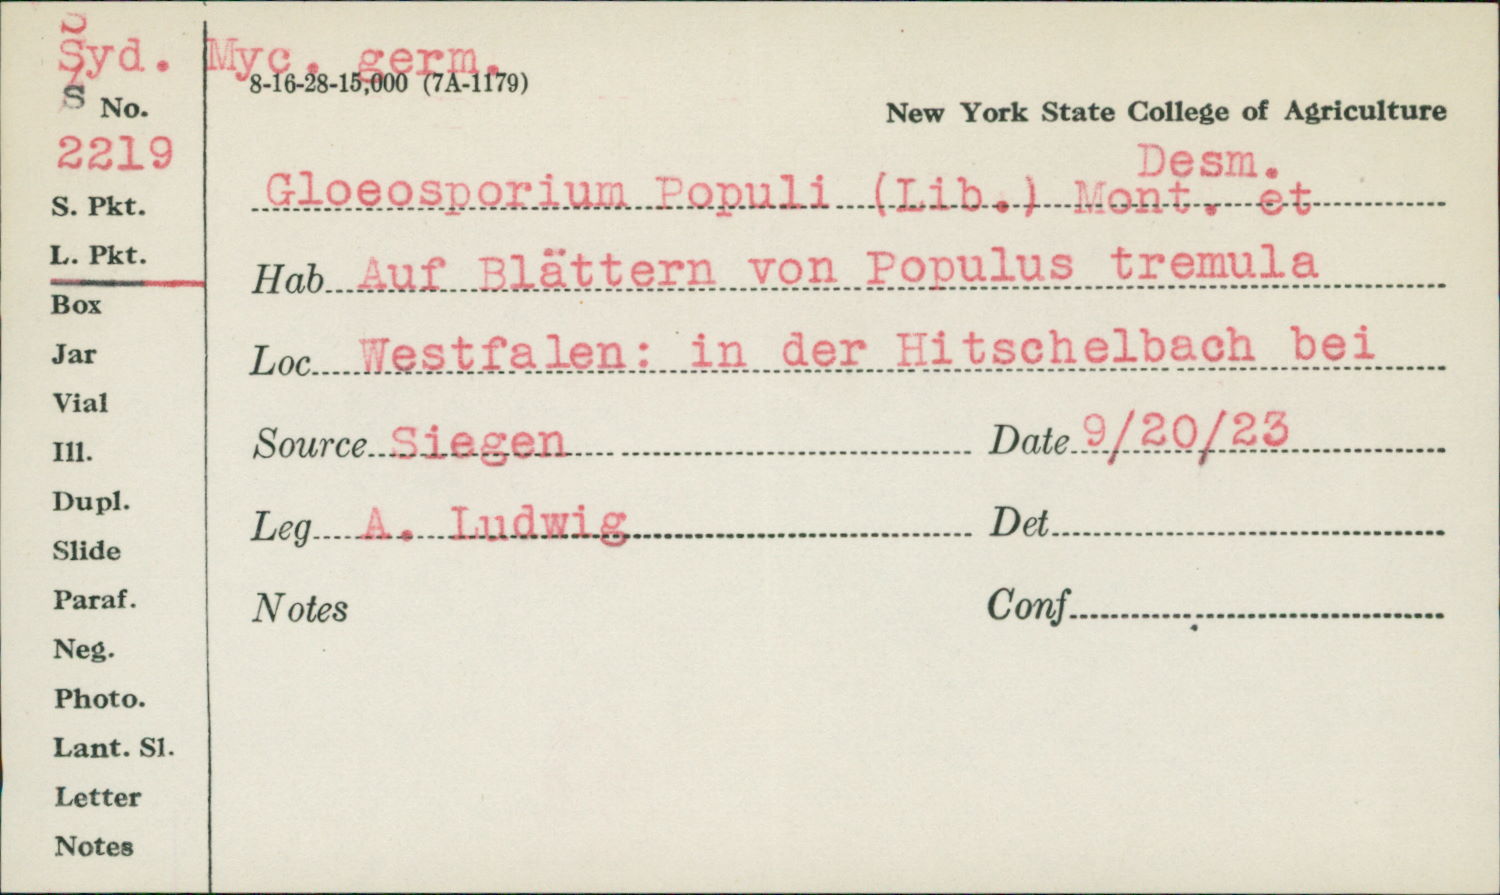 Syd. Myc. germ.
8-16-28-15,000 (7A-1179)
S No.
New York State College of Agriculture
2219
Desm.
Gloeosporium Populi (Lib.) Mont. et
S. Pkt.
L. Pkt.
Hab Auf Blättern von Populus tremula
Box
Jar
Loc Westfalen: in der Hitschelbach bei
Vial
Ill.
Source Siegen Date 9/20/23
Dupl.
Leg A. Ludwig Det
Slide
Paraf.
Notes Conf
Neg.
Photo.
Lant. Sl.
Letter
Notes